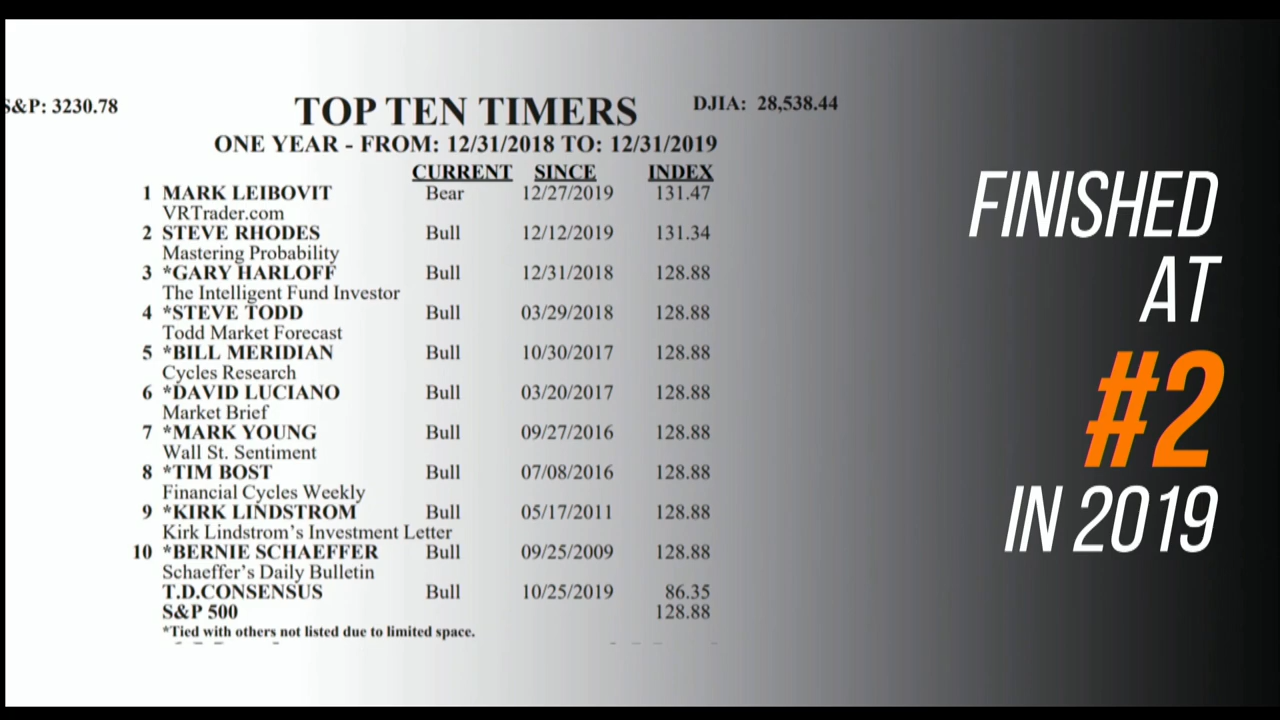 S&P: 3230.78
TOP TEN TIMERS
DJIA: 28,538.44
ONE YEAR - FROM: 12/31/2018 TO: 12/31/2019
CURRENT SINCE INDEX
1 MARK LEIBOVIT Bear 12/27/2019 131.47
VRTrader.com
2 STEVE RHODES Bull 12/12/2019 131.34
Mastering Probability
3 *GARY HARLOFF Bull 12/31/2018 128.88
The Intelligent Fund Investor
4 *STEVE TODD Bull 03/29/2018 128.88
Todd Market Forecast
5 *BILL MERIDIAN Bull 10/30/2017 128.88
Cycles Research
6 *DAVID LUCIANO Bull 03/20/2017 128.88
Market Brief
7 *MARK YOUNG Bull 09/27/2016 128.88
Wall St. Sentiment
8 *TIM BOST Bull 07/08/2016 128.88
Financial Cycles Weekly
9 *KIRK LINDSTROM Bull 05/17/2011 128.88
Kirk Lindstrom's Investment Letter
10 *BERNIE SCHAEFFER Bull 09/25/2009 128.88
Schaeffer's Daily Bulletin
T.D.CONSENSUS Bull 10/25/2019 86.35
S&P 500 128.88
*Tied with others not listed due to limited space.
FINISHED
AT
#2
IN 2019